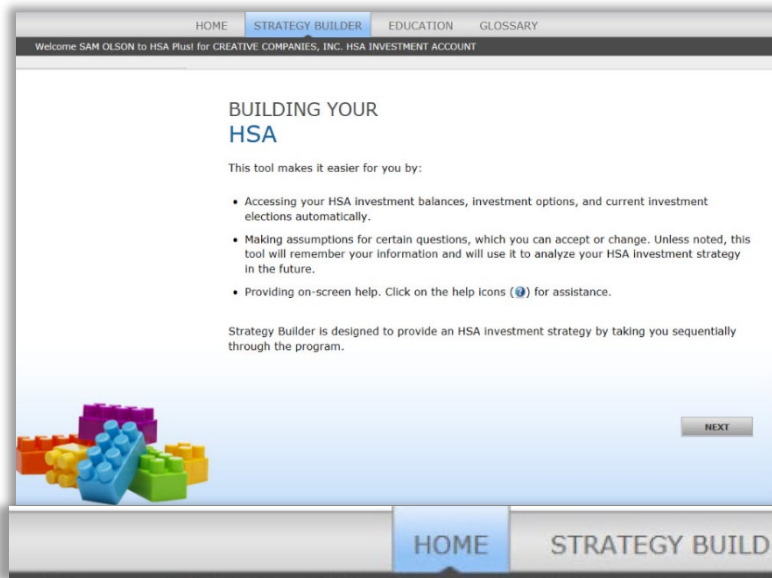 HOME STRATEGY BUILDER EDUCATION GLOSSARY
Welcome SAM OLSON to HSA Plus! for CREATIVE COMPANIES, INC. HSA INVESTMENT ACCOUNT
BUILDING YOUR
HSA
This tool makes it easier for you by:
• Accessing your HSA investment balances, investment options, and current investment
elections automatically.
• Making assumptions for certain questions, which you can accept or change. Unless noted, this
tool will remember your information and will use it to analyze your HSA investment strategy
in the future.
• Providing on-screen help. Click on the help icons (?) for assistance.
Strategy Builder is designed to provide an HSA investment strategy by taking you sequentially
through the program.
NEXT
HOME STRATEGY BUILD